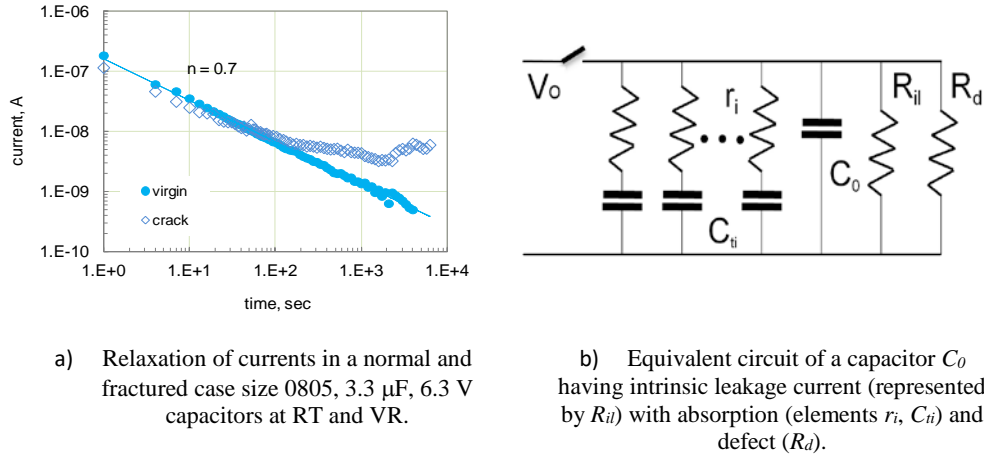 1.E-06
1.E-07
1.E-08
1.E-09
1.E-10
current, A
n = 0.7
virgin
crack
1.E+0 1.E+1 1.E+2 1.E+3 1.E+4
time, sec
a) Relaxation of currents in a normal and
fractured case size 0805, 3.3 μF, 6.3 V
capacitors at RT and VR.
Vo
ri
Cti
C0
Ril
Rd
b) Equivalent circuit of a capacitor C0
having intrinsic leakage current (represented
by Ril) with absorption (elements ri, Cti) and
defect (Rd).